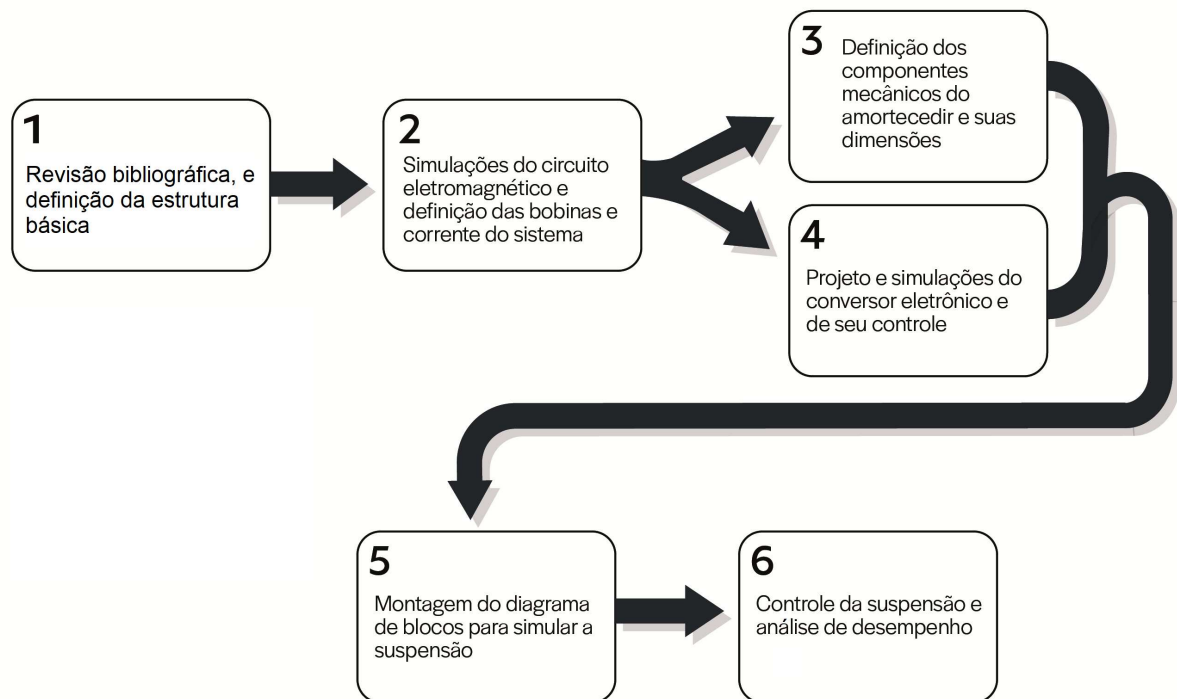 1
Revisão bibliográfica, e
definição da estrutura
básica
2
Simulações do circuito
eletromagnético e
definição das bobinas e
corrente do sistema
3
Definição dos
componentes
mecânicos do
amortecedir e suas
dimensões
4
Projeto e simulações do
conversor eletrônico e
de seu controle
5
Montagem do diagrama
de blocos para simular a
suspensão
6
Controle da suspensão e
análise de desempenho